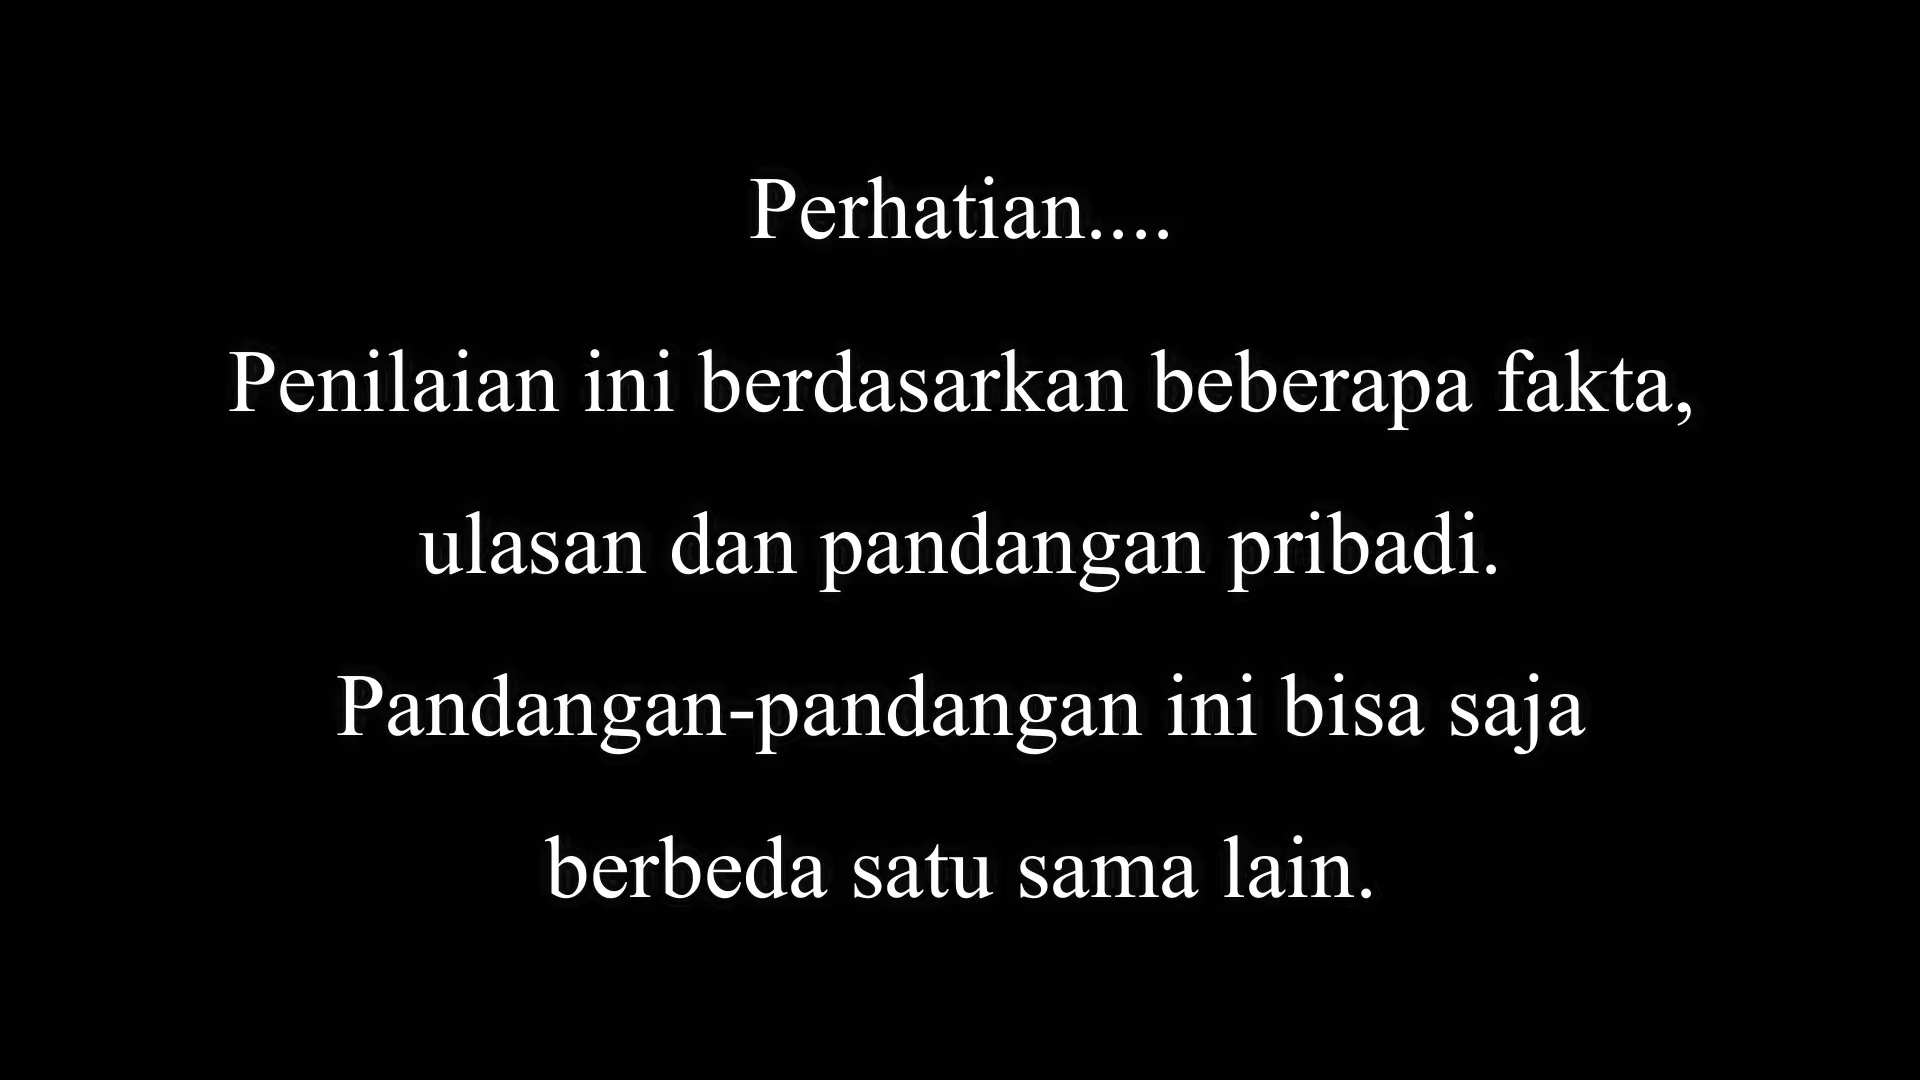 Perhatian....
Penilaian ini berdasarkan beberapa fakta,
ulasan dan pandangan pribadi.
Pandangan-pandangan ini bisa saja
berbeda satu sama lain.